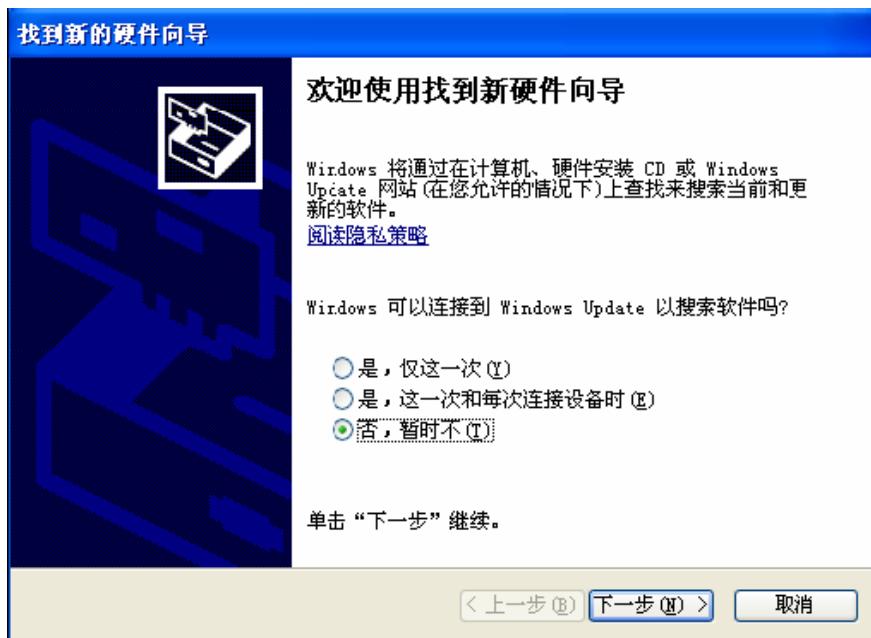 找到新的硬件向导
欢迎使用找到新硬件向导
Windows 将通过在计算机、硬件安装 CD 或 Windows
Update 网站(在您允许的情况下)上查找来搜索当前和更
新的软件。
阅读隐私策略
Windows 可以连接到 Windows Update 以搜索软件吗?
是，仅这一次(Y)
是，这一次和每次连接设备时(E)
否，暂时不(T)
单击“下一步”继续。
< 上一步(B)
下一步(N) >
取消